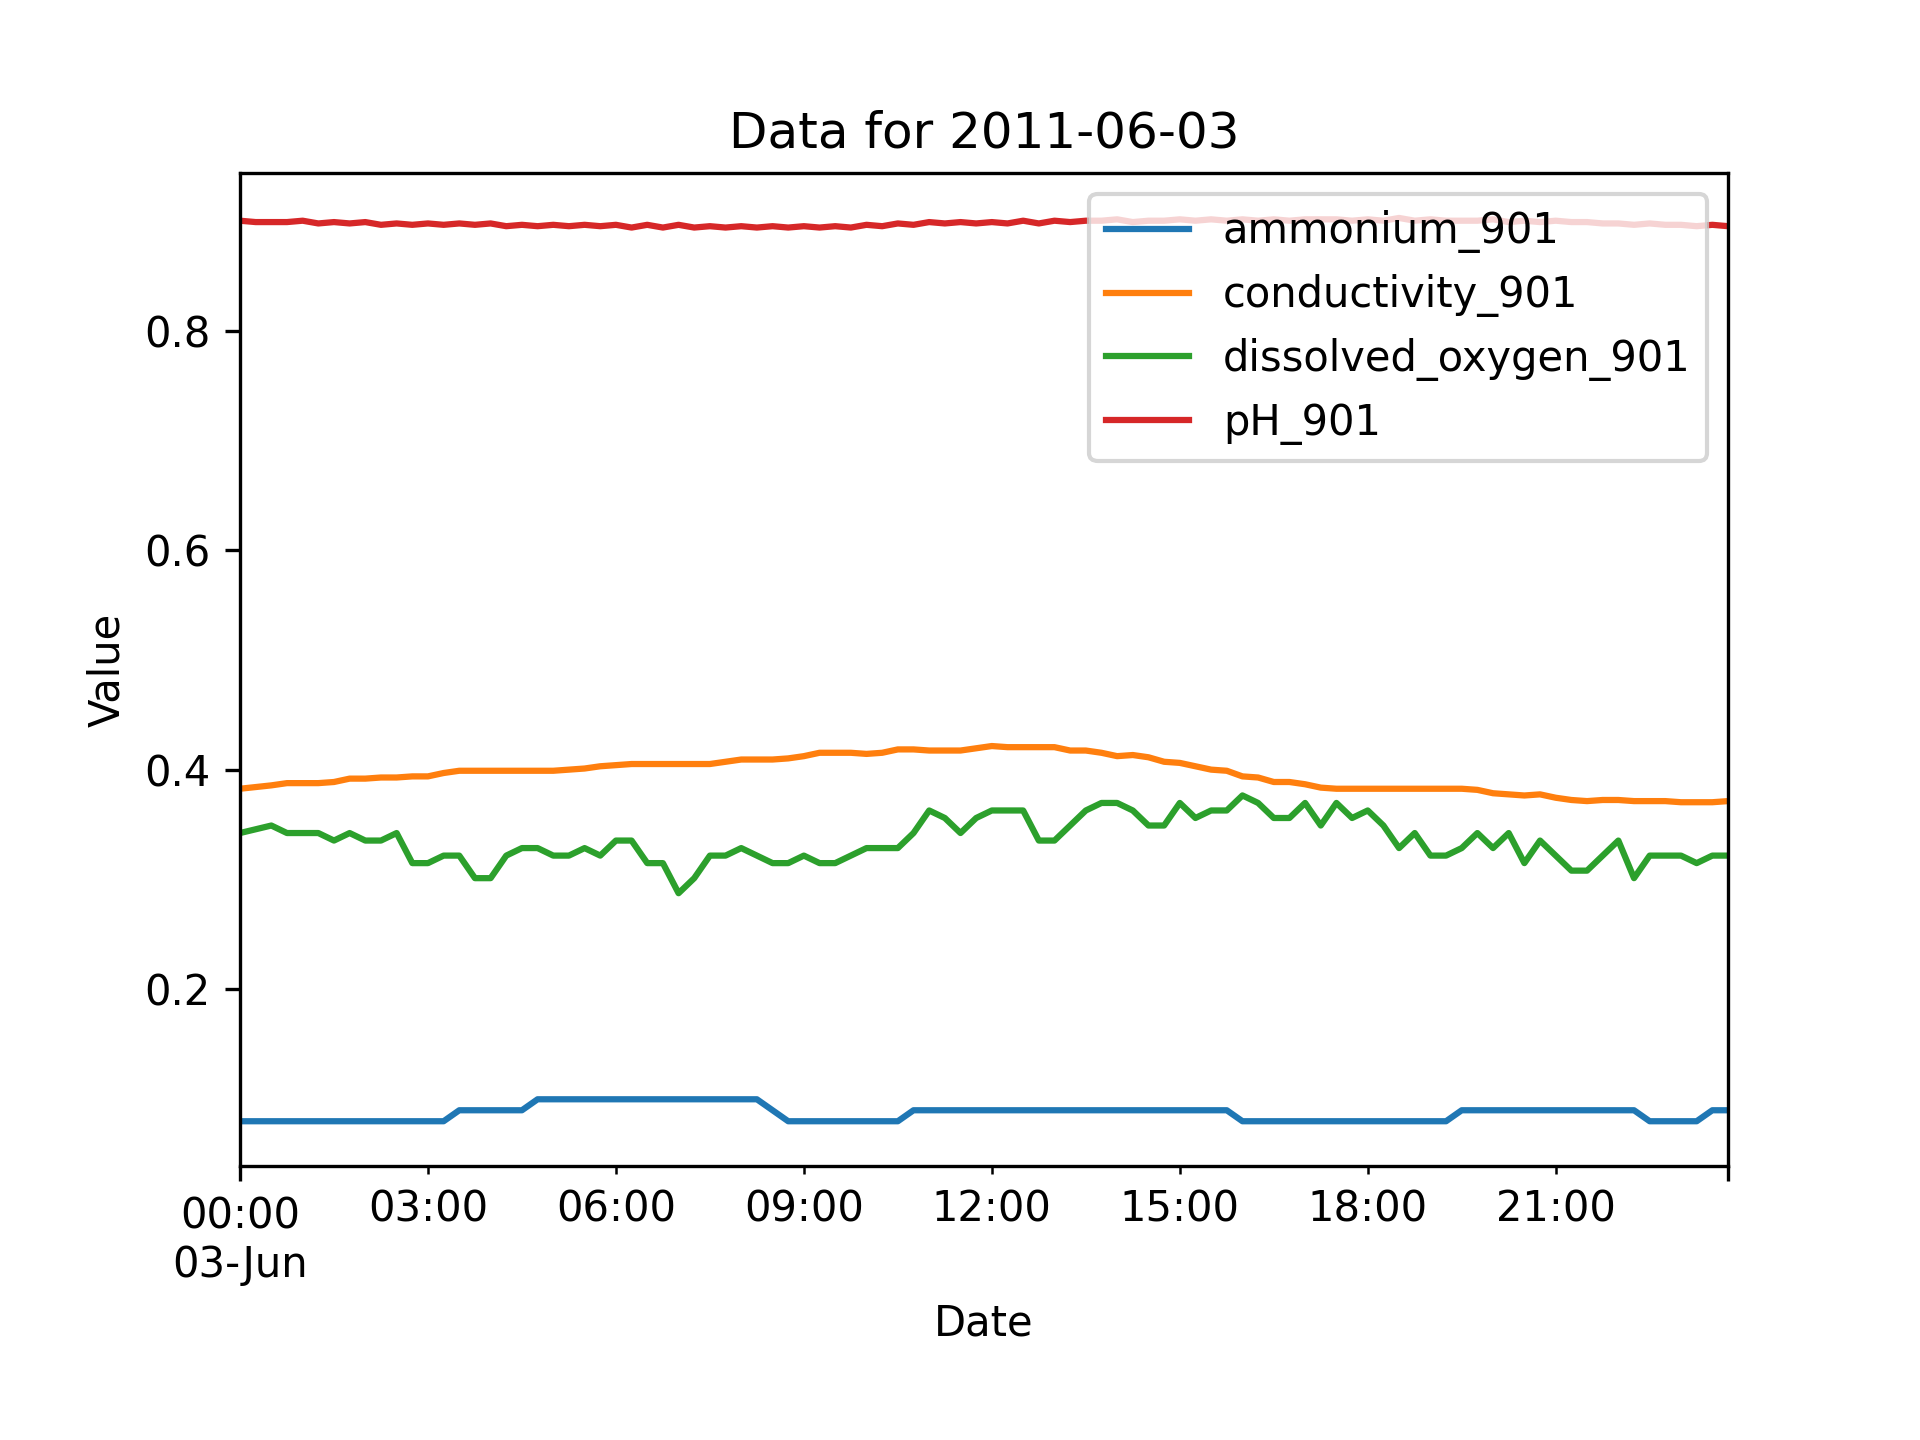 Data for 2011-06-03
ammonium_901
conductivity_901
dissolved_oxygen_901
pH_901
0.8
0.6
0.4
0.2
Value
00:00 03:00 06:00 09:00 12:00 15:00 18:00 21:00
03-Jun
Date